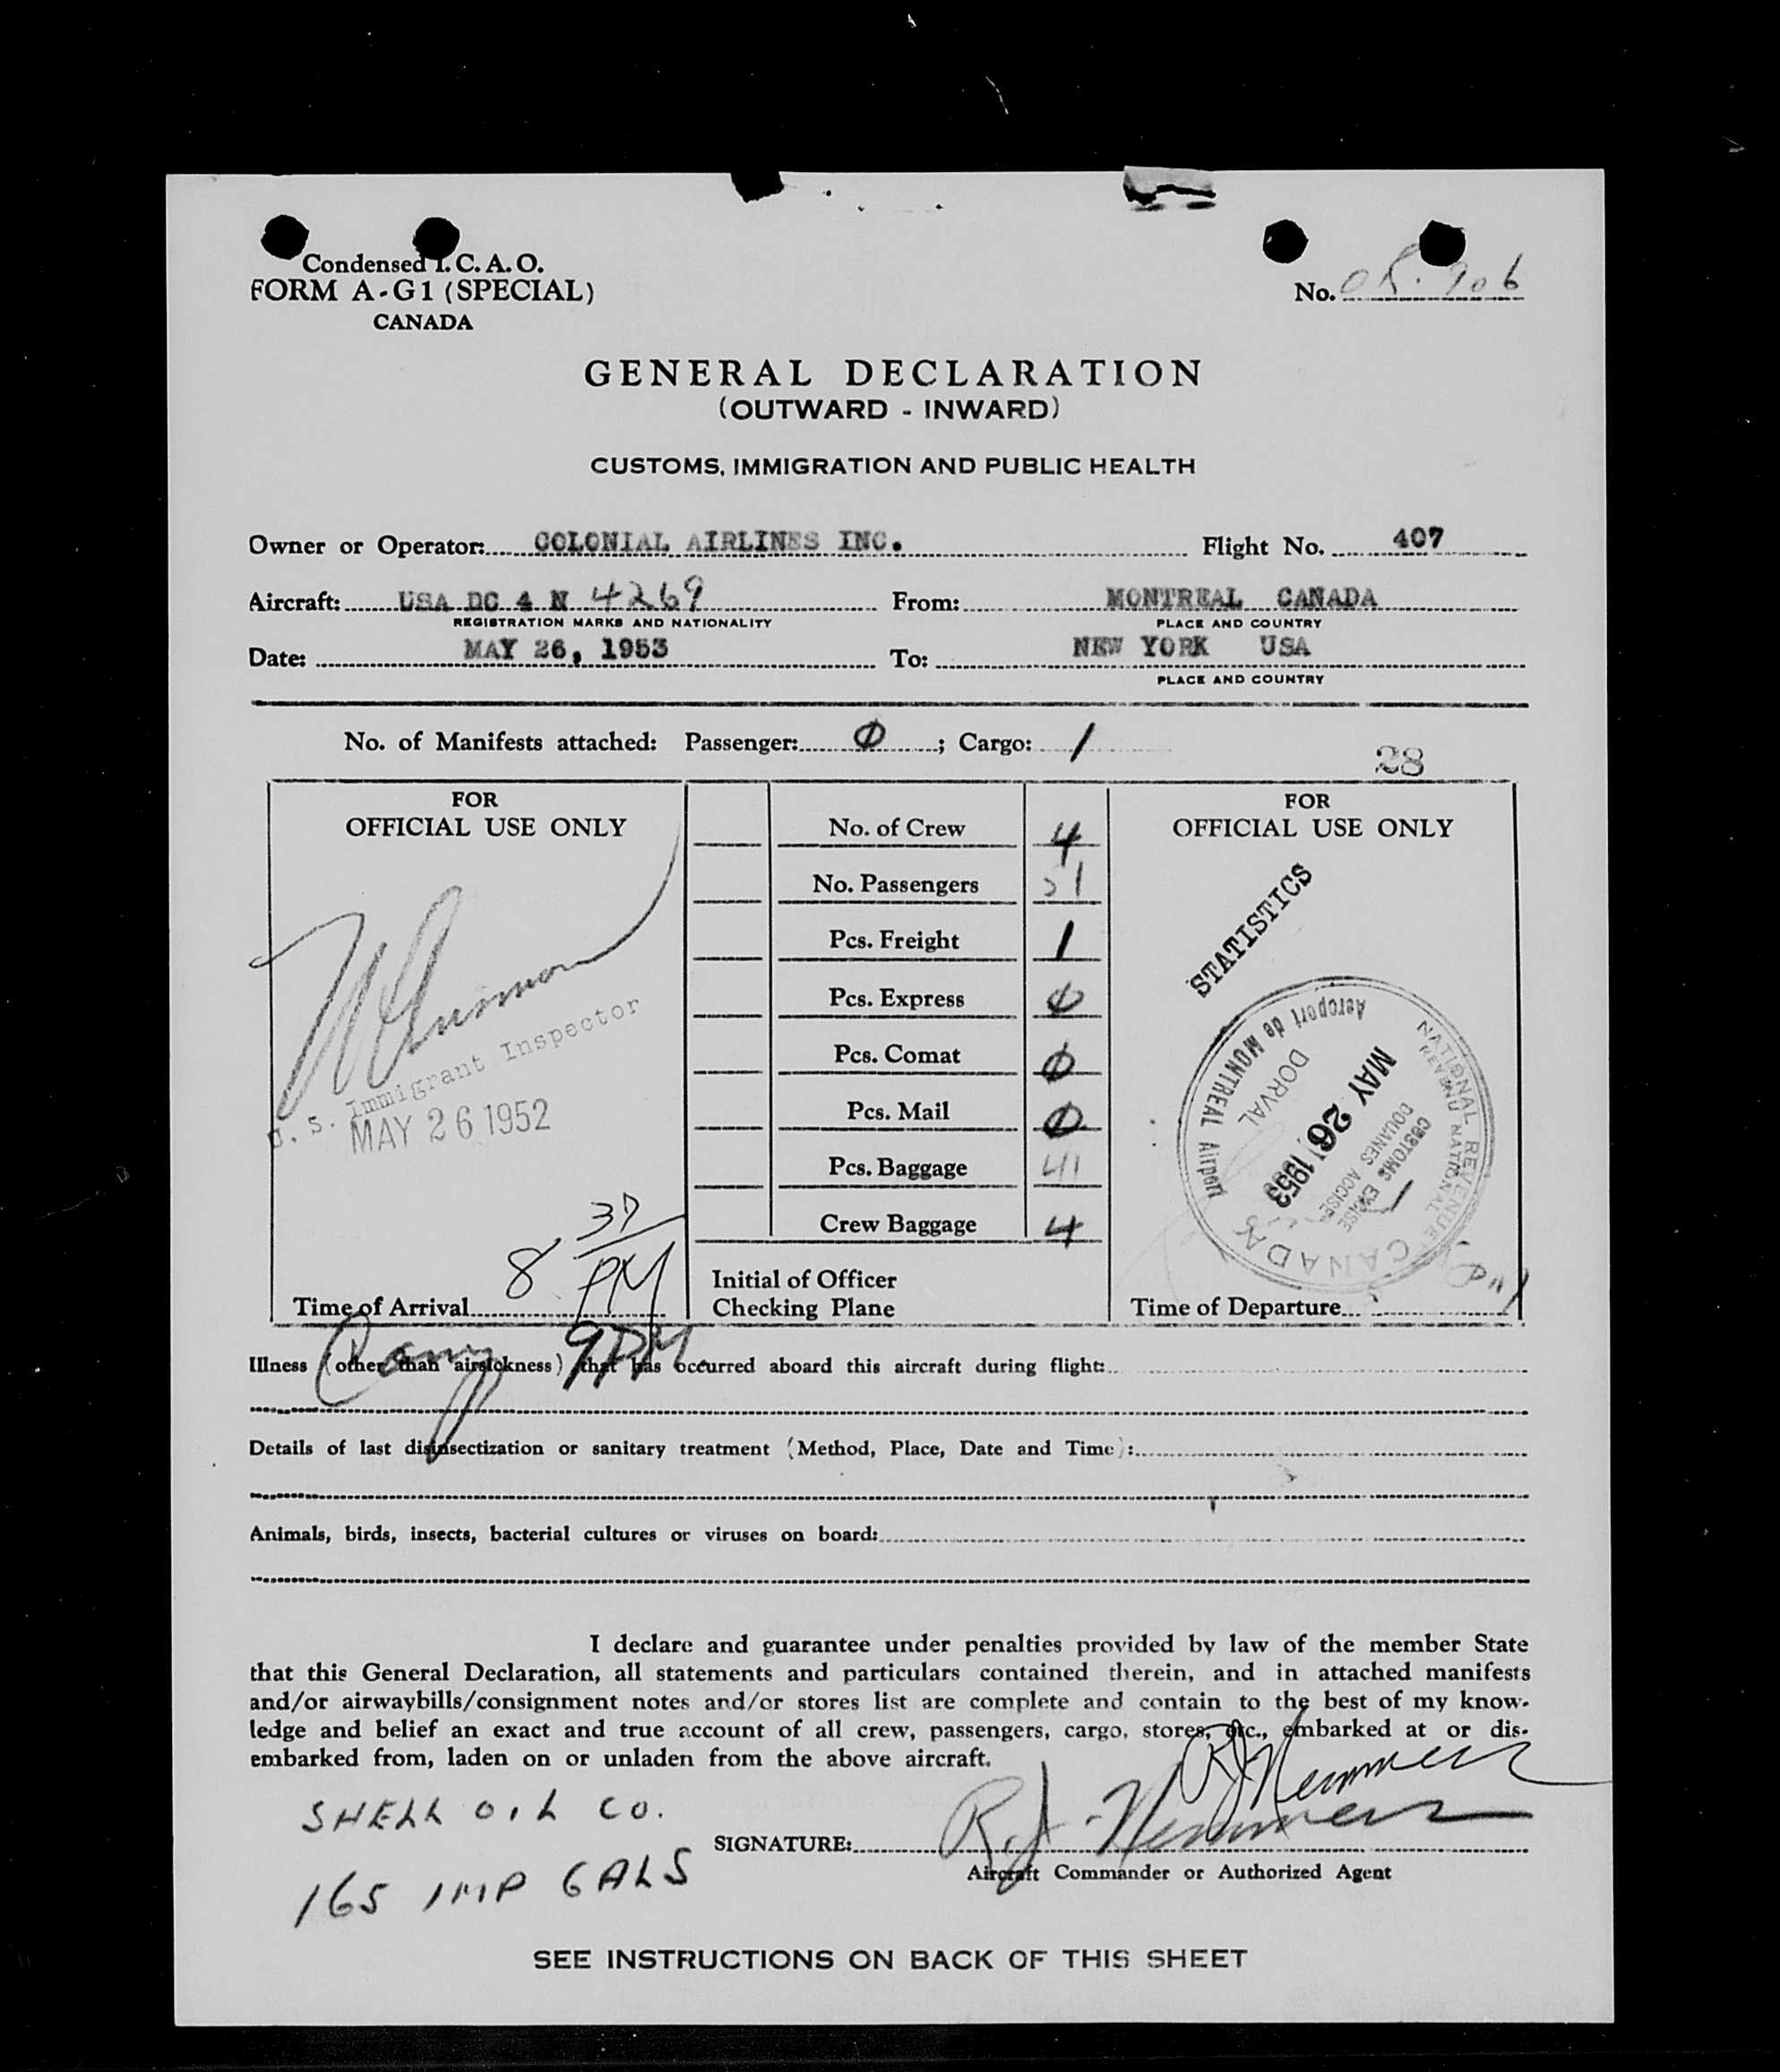 Condensed I. C. A. O.
FORM A-G1 (SPECIAL)
CANADA
No. 906
GENERAL DECLARATION
(OUTWARD - INWARD)
CUSTOMS, IMMIGRATION AND PUBLIC HEALTH
Owner or Operator: COLONIAL AIRLINES INC. Flight No. 407
Aircraft: USA DC 4 N 4269 From: MONTREAL CANADA
REGISTRATION MARKS AND NATIONALITY PLACE AND COUNTRY
Date: MAY 26, 1953 To: NEW YORK USA
PLACE AND COUNTRY
No. of Manifests attached: Passenger: 0; Cargo: 1
28
FOR
OFFICIAL USE ONLY
U. S. Immigrant Inspector
MAY 26 1952
8 30/PM
Time of Arrival
No. of Crew 4
No. Passengers 51
Pcs. Freight 1
Pcs. Express 0
Pcs. Comat 0
Pcs. Mail 0
Pcs. Baggage 41
Crew Baggage 4
Initial of Officer
Checking Plane
FOR
OFFICIAL USE ONLY
STATISTICS
Aeroport de MONTREAL Airport
DORVAL
MAY 26 1953
CUSTOMS EXCISE
DOUANES ACCISE
NATIONAL REVENUE
REVENU NATIONAL
CANADA
Time of Departure
9PM
Illness (other than airsickness) that has occurred aboard this aircraft during flight:
Details of last disinsectization or sanitary treatment (Method, Place, Date and Time):
Animals, birds, insects, bacterial cultures or viruses on board:
I declare and guarantee under penalties provided by law of the member State
that this General Declaration, all statements and particulars contained therein, and in attached manifests
and/or airwaybills/consignment notes and/or stores list are complete and contain to the best of my know-
ledge and belief an exact and true account of all crew, passengers, cargo, stores, etc., embarked at or dis-
embarked from, laden on or unladen from the above aircraft.
SHELL OIL CO.
165 IMP GALS
SIGNATURE:
Aircraft Commander or Authorized Agent
SEE INSTRUCTIONS ON BACK OF THIS SHEET